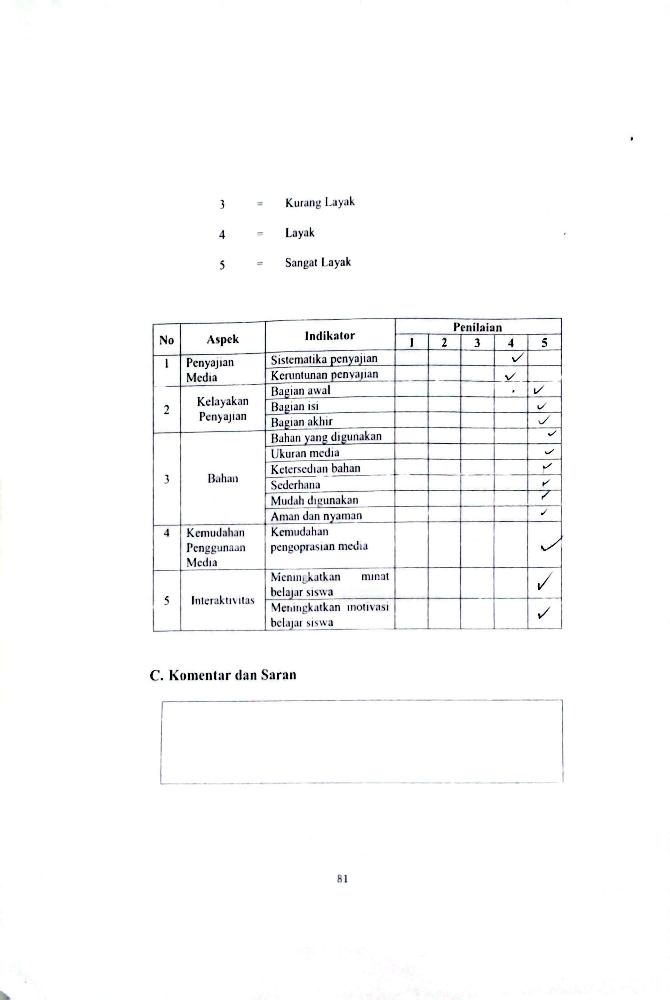 3 = Kurang Layak
4 = Layak
5 = Sangat Layak
No Aspek Indikator Penilaian
1 2 3 4 5
1 Penyajian Media Sistematika penyajian ✓
Keruntunan penyajian ✓
2 Kelayakan Penyajian Bagian awal ✓
Bagian isi ✓
Bagian akhir ✓
3 Bahan Bahan yang digunakan ✓
Ukuran media ✓
Ketersedian bahan ✓
Sederhana ✓
Mudah digunakan ✓
Aman dan nyaman ✓
4 Kemudahan Kemudahan
Penggunaan pengoprasian media ✓
Media
5 Interaktivitas Meningkatkan minat
belajar siswa ✓
Meningkatkan motivasi
belajar siswa ✓
C. Komentar dan Saran
81